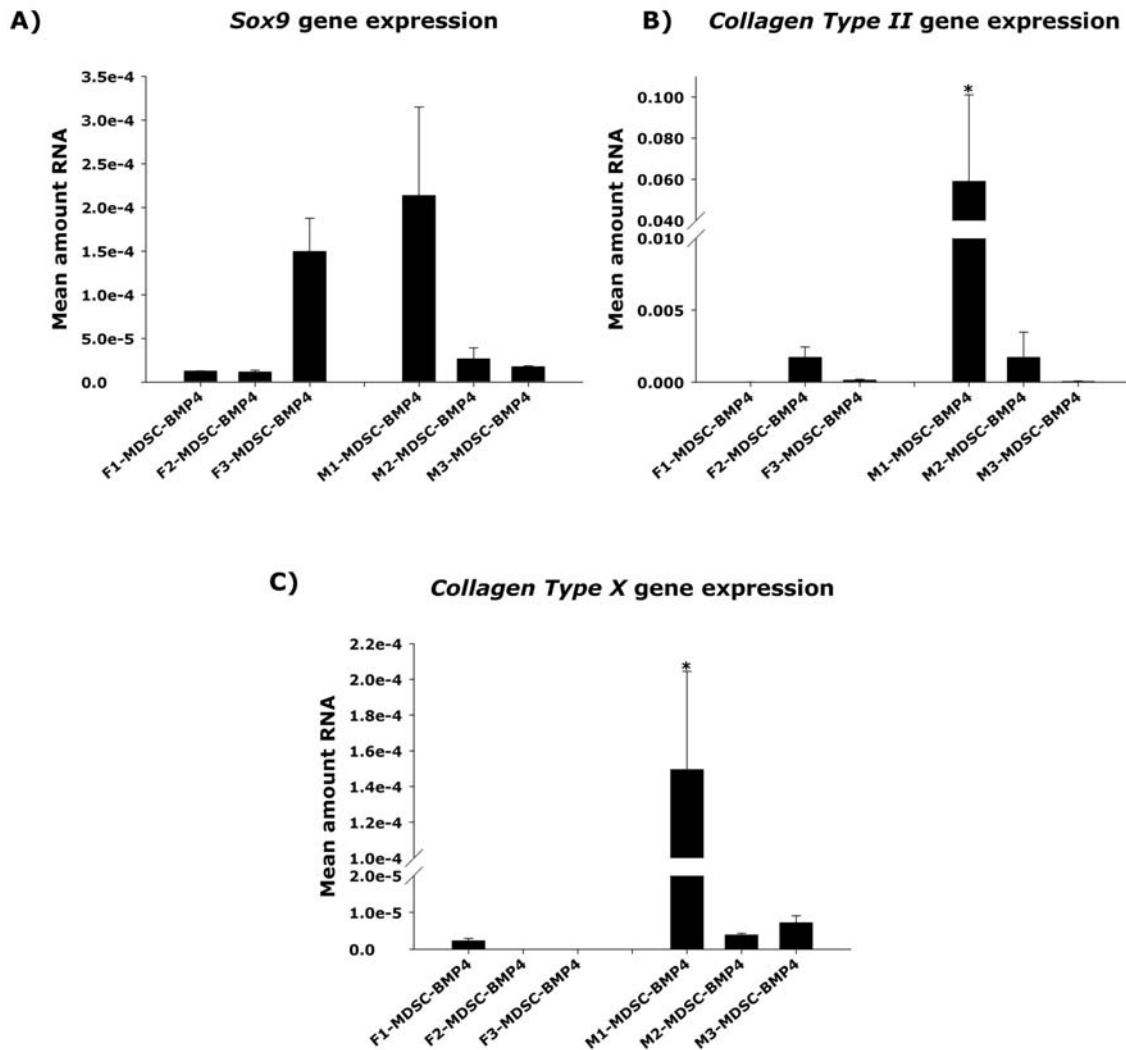 A)
Sox9 gene expression
Mean amount RNA
3.5e-4
3.0e-4
2.5e-4
2.0e-4
1.5e-4
1.0e-4
5.0e-5
0.0
F1-MDSC-BMP4
F2-MDSC-BMP4
F3-MDSC-BMP4
M1-MDSC-BMP4
M2-MDSC-BMP4
M3-MDSC-BMP4
B)
Collagen Type II gene expression
Mean amount RNA
0.100
0.080
0.060
0.040
0.010
0.005
0.000
*
F1-MDSC-BMP4
F2-MDSC-BMP4
F3-MDSC-BMP4
M1-MDSC-BMP4
M2-MDSC-BMP4
M3-MDSC-BMP4
C)
Collagen Type X gene expression
Mean amount RNA
2.2e-4
2.0e-4
1.8e-4
1.6e-4
1.4e-4
1.2e-4
1.0e-4
2.0e-5
1.0e-5
0.0
*
F1-MDSC-BMP4
F2-MDSC-BMP4
F3-MDSC-BMP4
M1-MDSC-BMP4
M2-MDSC-BMP4
M3-MDSC-BMP4